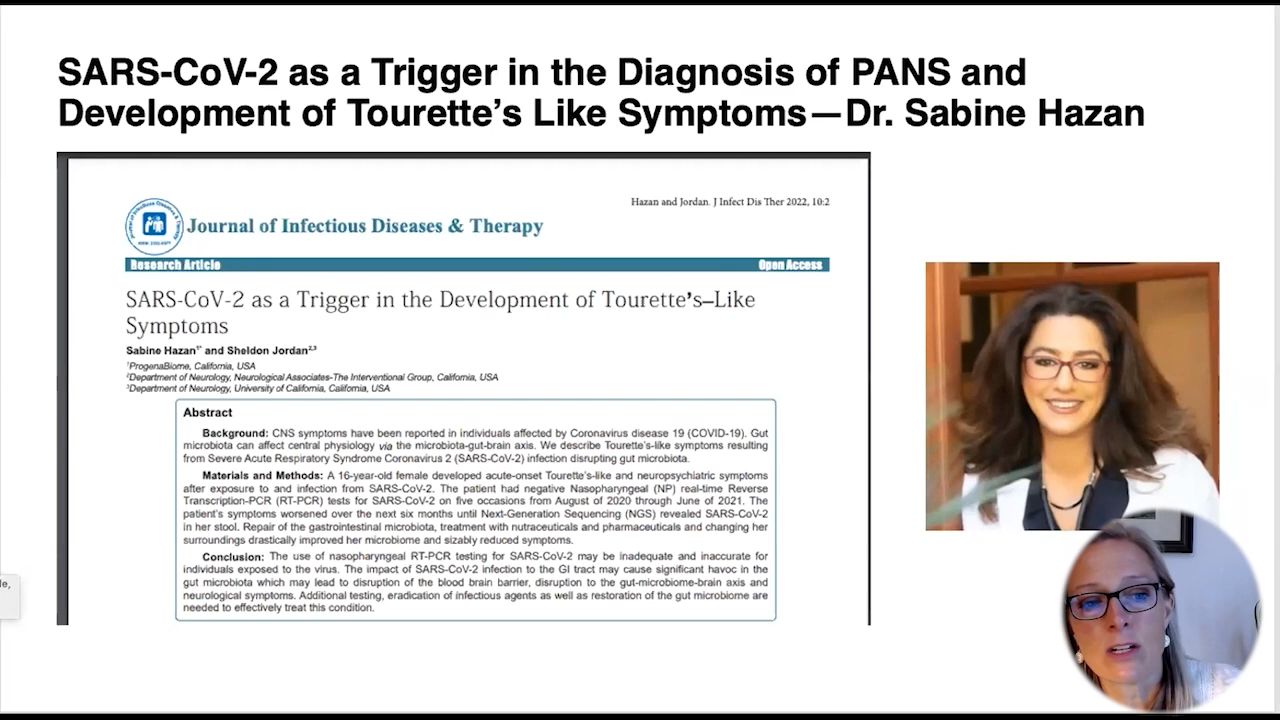 SARS-CoV-2 as a Trigger in the Diagnosis of PANS and
Development of Tourette's Like Symptoms—Dr. Sabine Hazan
Hazan and Jordan. J Infect Dis Ther 2022, 10:2
Journal of Infectious Diseases & Therapy
Research Article Open Access
SARS-CoV-2 as a Trigger in the Development of Tourette's–Like
Symptoms
Sabine Hazan1* and Sheldon Jordan2,3
1ProgenaBiome, California, USA
2Department of Neurology, Neurological Associates-The Interventional Group, California, USA
3Department of Neurology, University of California, California, USA
Abstract
Background: CNS symptoms have been reported in individuals affected by Coronavirus disease 19 (COVID-19). Gut
microbiota can affect central physiology via the microbiota-gut-brain axis. We describe Tourette's-like symptoms resulting
from Severe Acute Respiratory Syndrome Coronavirus 2 (SARS-CoV-2) infection disrupting gut microbiota.
Materials and Methods: A 16-year-old female developed acute-onset Tourette's-like and neuropsychiatric symptoms
after exposure to and infection from SARS-CoV-2. The patient had negative Nasopharyngeal (NP) real-time Reverse
Transcription-PCR (RT-PCR) tests for SARS-CoV-2 on five occasions from August of 2020 through June of 2021. The
patient's symptoms worsened over the next six months until Next-Generation Sequencing (NGS) revealed SARS-CoV-2
in her stool. Repair of the gastrointestinal microbiota, treatment with nutraceuticals and pharmaceuticals and changing her
surroundings drastically improved her microbiome and sizably reduced symptoms.
Conclusion: The use of nasopharyngeal RT-PCR testing for SARS-CoV-2 may be inadequate and inaccurate for
individuals exposed to the virus. The impact of SARS-CoV-2 infection to the GI tract may cause significant havoc in the
gut microbiota which may lead to disruption of the blood brain barrier, disruption to the gut-microbiome-brain axis and
neurological symptoms. Additional testing, eradication of infectious agents as well as restoration of the gut microbiome are
needed to effectively treat this condition.